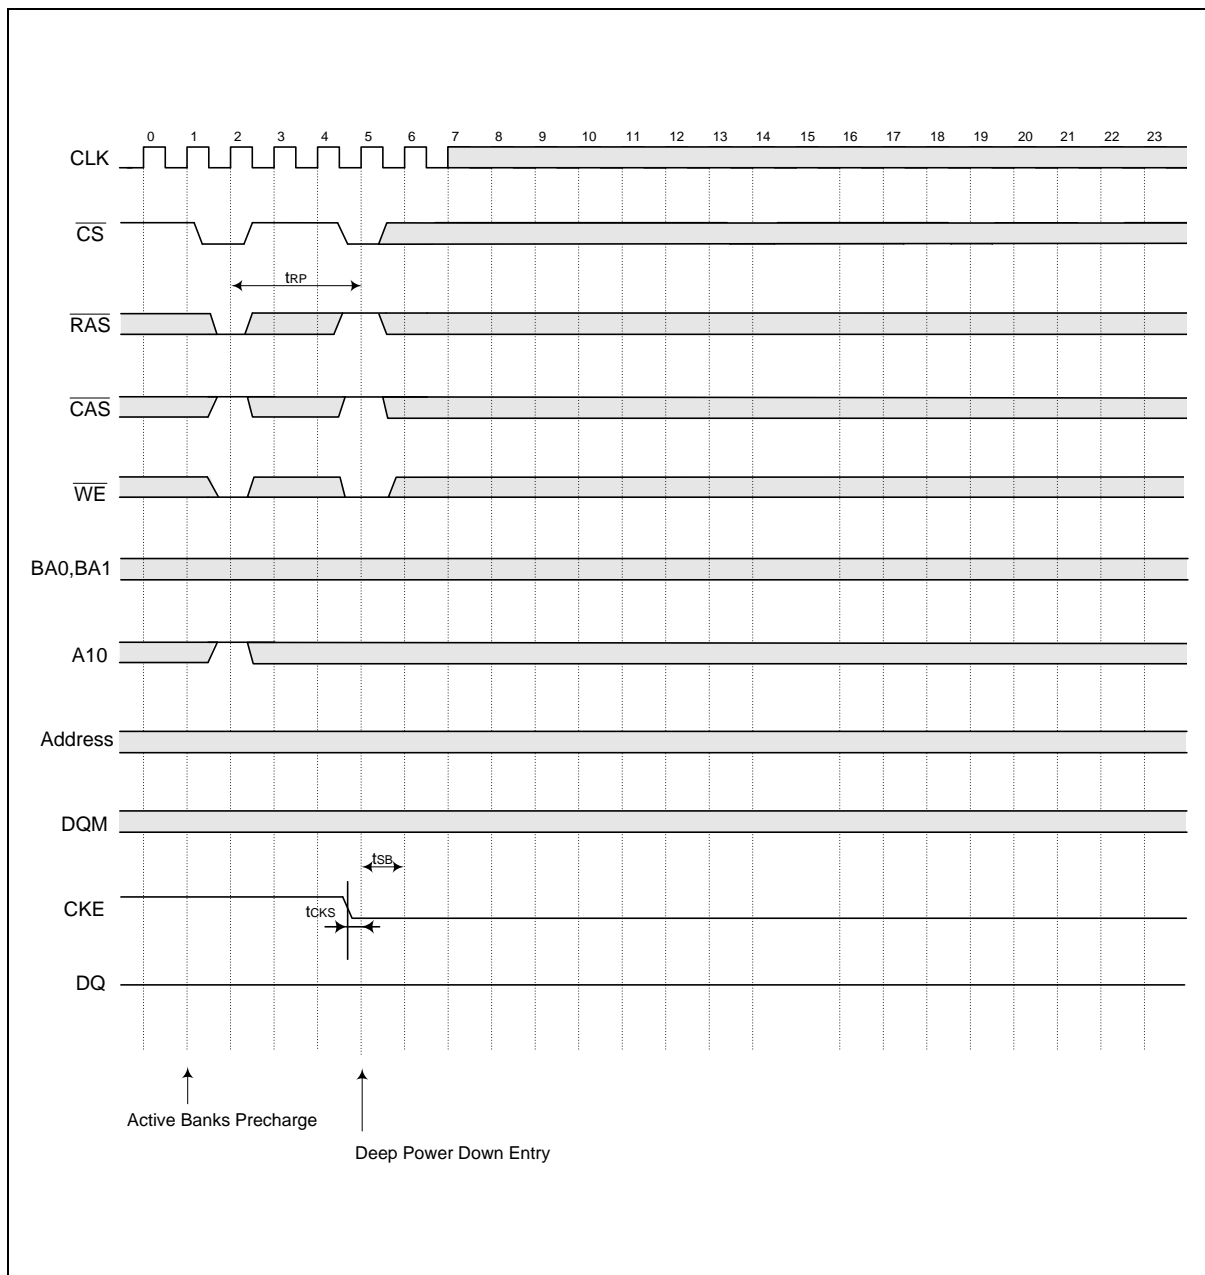 0 1 2 3 4 5 6 7 8 9 10 11 12 13 14 15 16 17 18 19 20 21 22 23
CLK
CS
tRP
RAS
CAS
WE
BA0,BA1
A10
Address
DQM
tSB
CKE
tCKS
DQ
Active Banks Precharge
Deep Power Down Entry